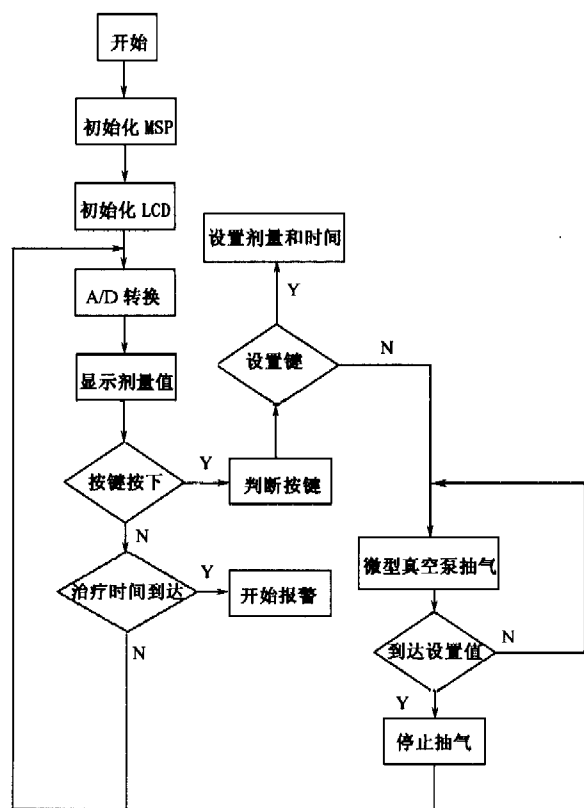 开始
初始化 MSP
初始化 LCD
设置剂量和时间
A/D 转换
Y
设置键
N
显示剂量值
按键按下
Y
判断按键
N
微型真空泵抽气
治疗时间到达
Y
开始报警
N
到达设置值
N
Y
停止抽气